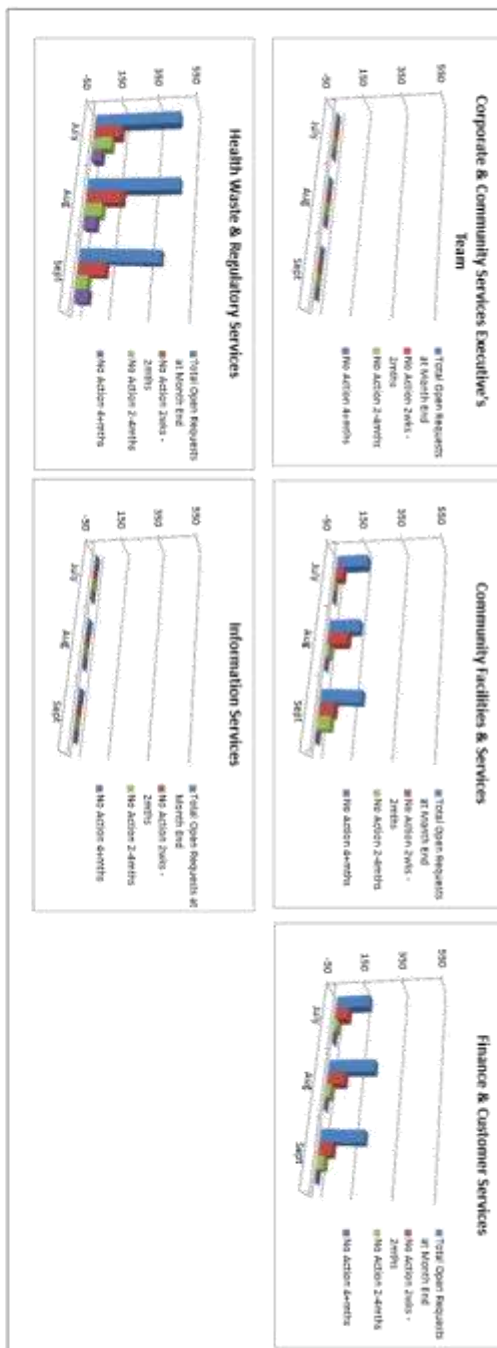 Corporate & Community Services Executive's
Team
550
350
150
-50
July
Aug
Sept
Total Open Requests
at Month End
No Action 2wks -
2mths
No Action 2-4mths
No Action 4+mths
Community Facilities & Services
550
350
150
-50
July
Aug
Sept
Total Open Requests
at Month End
No Action 2wks -
2mths
No Action 2-4mths
No Action 4+mths
Finance & Customer Services
550
350
150
-50
July
Aug
Sept
Total Open Requests
at Month End
No Action 2wks -
2mths
No Action 2-4mths
No Action 4+mths
Health Waste & Regulatory Services
550
350
150
-50
July
Aug
Sept
Total Open Requests
at Month End
No Action 2wks -
2mths
No Action 2-4mths
No Action 4+mths
Information Services
550
350
150
-50
July
Aug
Sept
Total Open Requests at
Month End
No Action 2wks -
2mths
No Action 2-4mths
No Action 4+mths